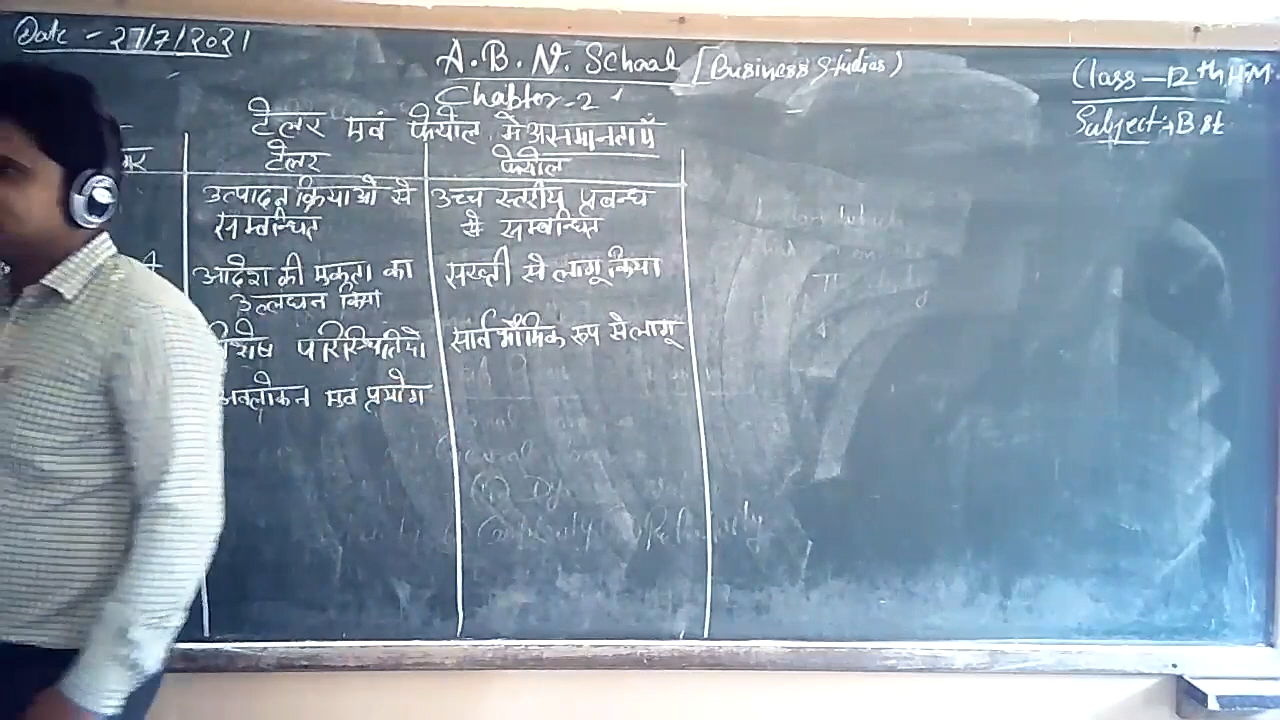 Date - 27/7/2021
A.B.N. School [Business Studies)
Class - 12th HM
Chapter-2
Subject:→ B St
टेलर एवं फेयोल में असमानताएँ
टेलर
फेयोल
उत्पादन क्रियाओं से
सम्बन्धित
उच्च स्तरीय प्रबन्ध
से सम्बन्धित
आदेश की एकता का
उल्लंघन किया
सख्ती से लागू किया
परिस्थितियों
सार्वभौमिक रूप से लागू
अवलोकन एवं प्रयोग